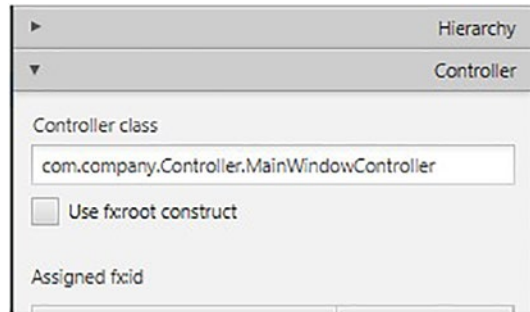 Hierarchy
Controller
Controller class
com.company.Controller.MainWindowController
Use fx:root construct
Assigned fx:id